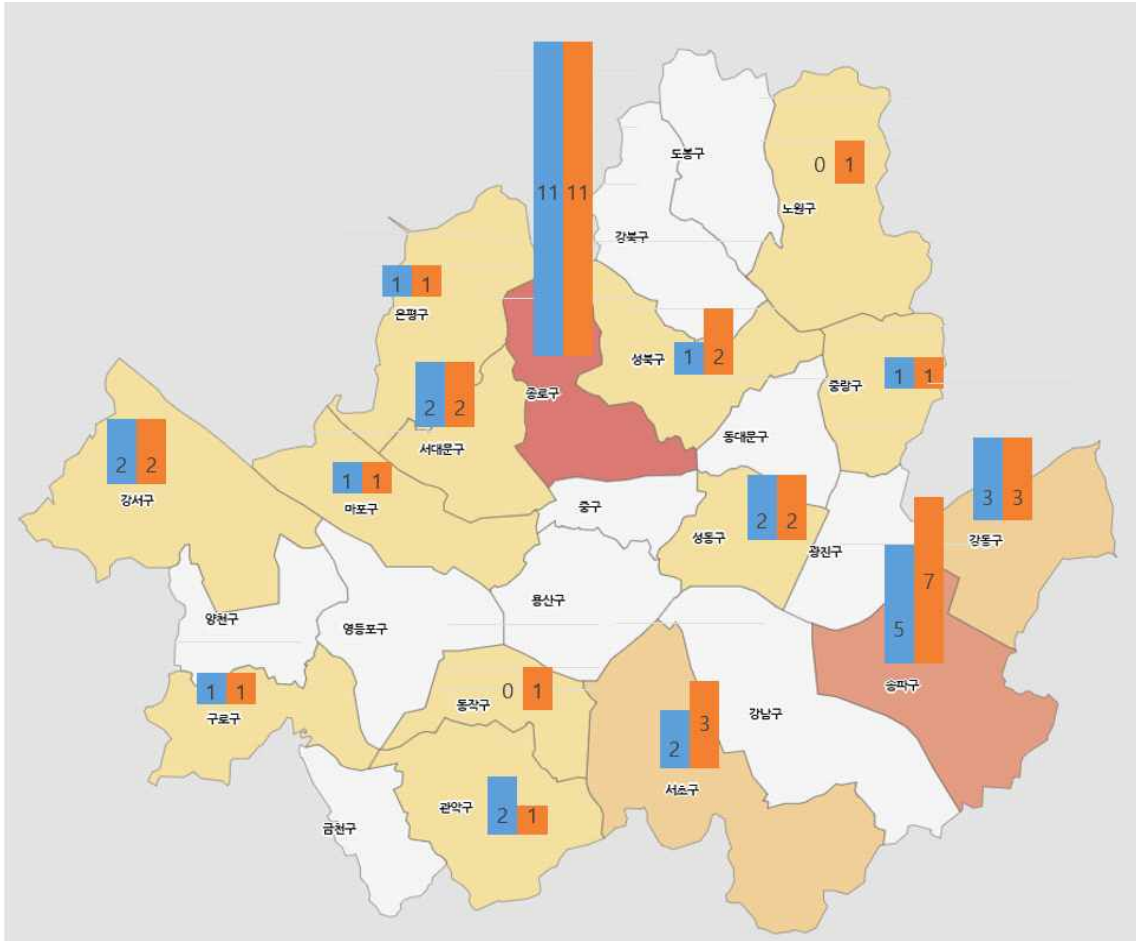 11 11
도봉구
0 1
노원구
강북구
1 1
은평구
1 2
성북구
종로구
1 1
중랑구
2 2
서대문구
동대문구
2 2
강서구
1 1
마포구
중구
2 2
성동구
광진구
3 3
강동구
5 7
송파구
양천구
영등포구
용산구
1 1
구로구
0 1
동작구
강남구
2 3
서초구
2 1
관악구
금천구